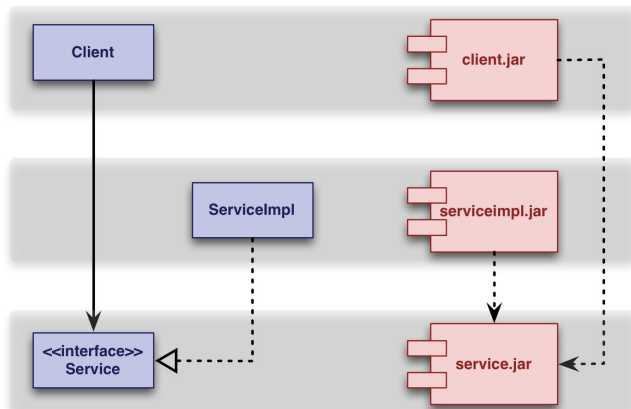 Client
client.jar
ServiceImpl
serviceimpl.jar
<<interface>>
Service
service.jar